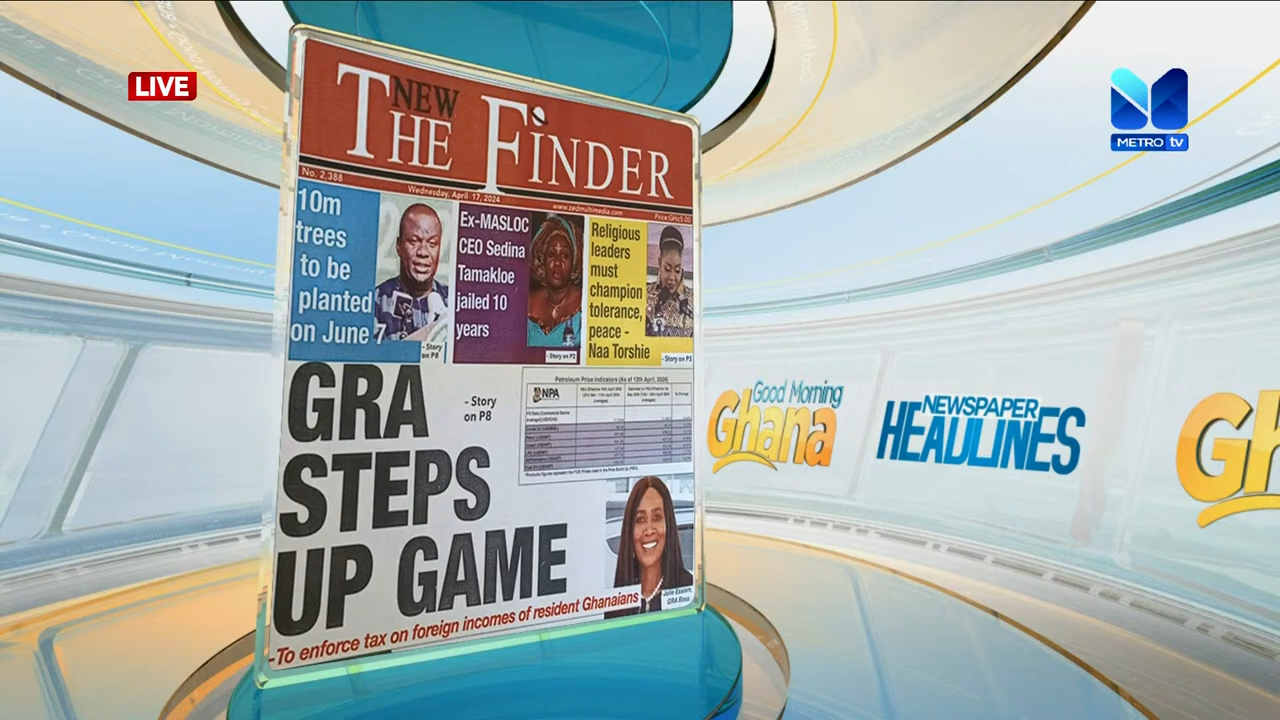 LIVE
METRO tv
THE NEW FINDER
No. 2,388
Wednesday, April 17, 2024
www.zedmultimedia.com
Price GH¢5.00
10m
trees
to be
planted
on June 7
- Story
on P8
Ex-MASLOC
CEO Sedina
Tamakloe
jailed 10
years
- Story on P2
Religious
leaders
must
champion
tolerance,
peace -
Naa Torshie
- Story on P5
GRA
STEPS
UP GAME
- Story
on P8
Petroleum Price Indicators (As of 12th April, 2024)
NPA
Julie Essiam,
GRA Boss
-To enforce tax on foreign incomes of resident Ghanaians
Good Morning
Ghana
NEWSPAPER
HEADLINES